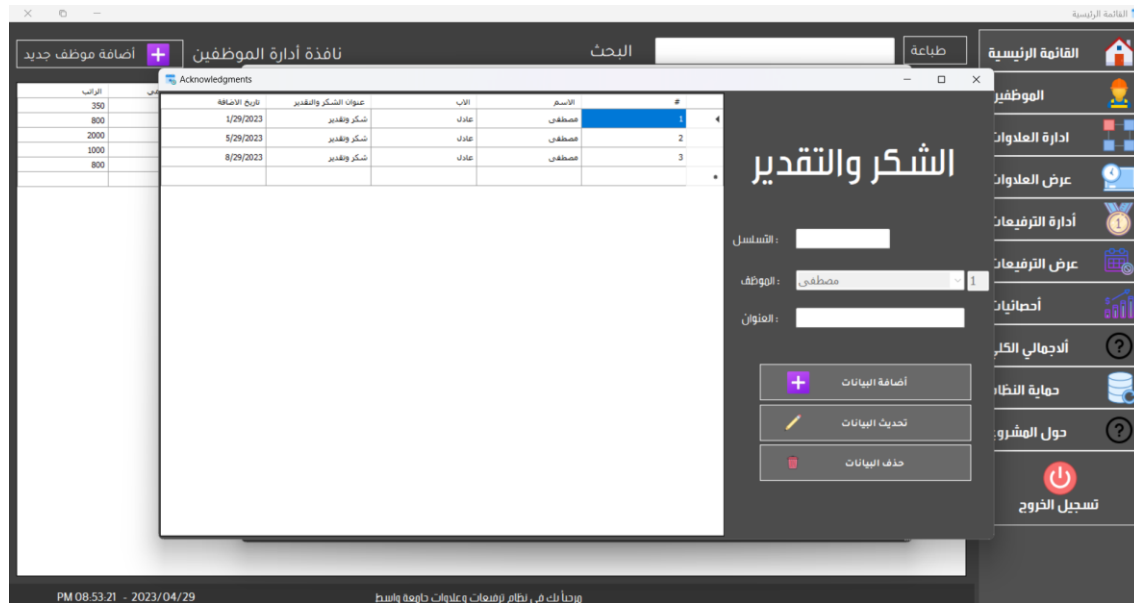 القائمة الرئيسية
أضافة موظف جديد
نافذة أدارة الموظفين
البحث
طباعة
القائمة الرئيسية
الموظفين
ادارة العلاوات
عرض العلاوات
أدارة الترفيعات
عرض الترفيعات
أحصائيات
ألاجمالي الكلي
حماية النظام
حول المشروع
تسجيل الخروج
الراتب
350
800
2000
1000
800
Acknowledgments
# الاسم الاب عنوان الشكر والتقدير تاريخ الاضافة
1 مصطفى عادل شكر وتقدير 1/29/2023
2 مصطفى عادل شكر وتقدير 5/29/2023
3 مصطفى عادل شكر وتقدير 8/29/2023
الشكر والتقدير
التسلسل :
الموظف : مصطفى 1
العنوان :
أضافة البيانات
تحديث البيانات
حذف البيانات
PM 08:53:21 - 2023/04/29
مرحباً بك في نظام ترفيعات وعلاوات جامعة واسط